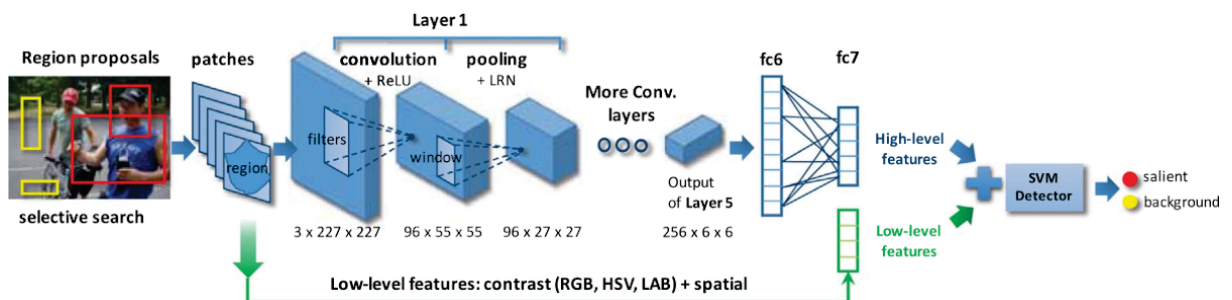 Region proposals
selective search
patches
region
Layer 1
convolution
+ ReLU
pooling
+ LRN
filters
window
3 x 227 x 227
96 x 55 x 55
96 x 27 x 27
More Conv.
layers
Output
of Layer 5
256 x 6 x 6
fc6
fc7
High-level
features
Low-level
features
SVM
Detector
salient
background
Low-level features: contrast (RGB, HSV, LAB) + spatial